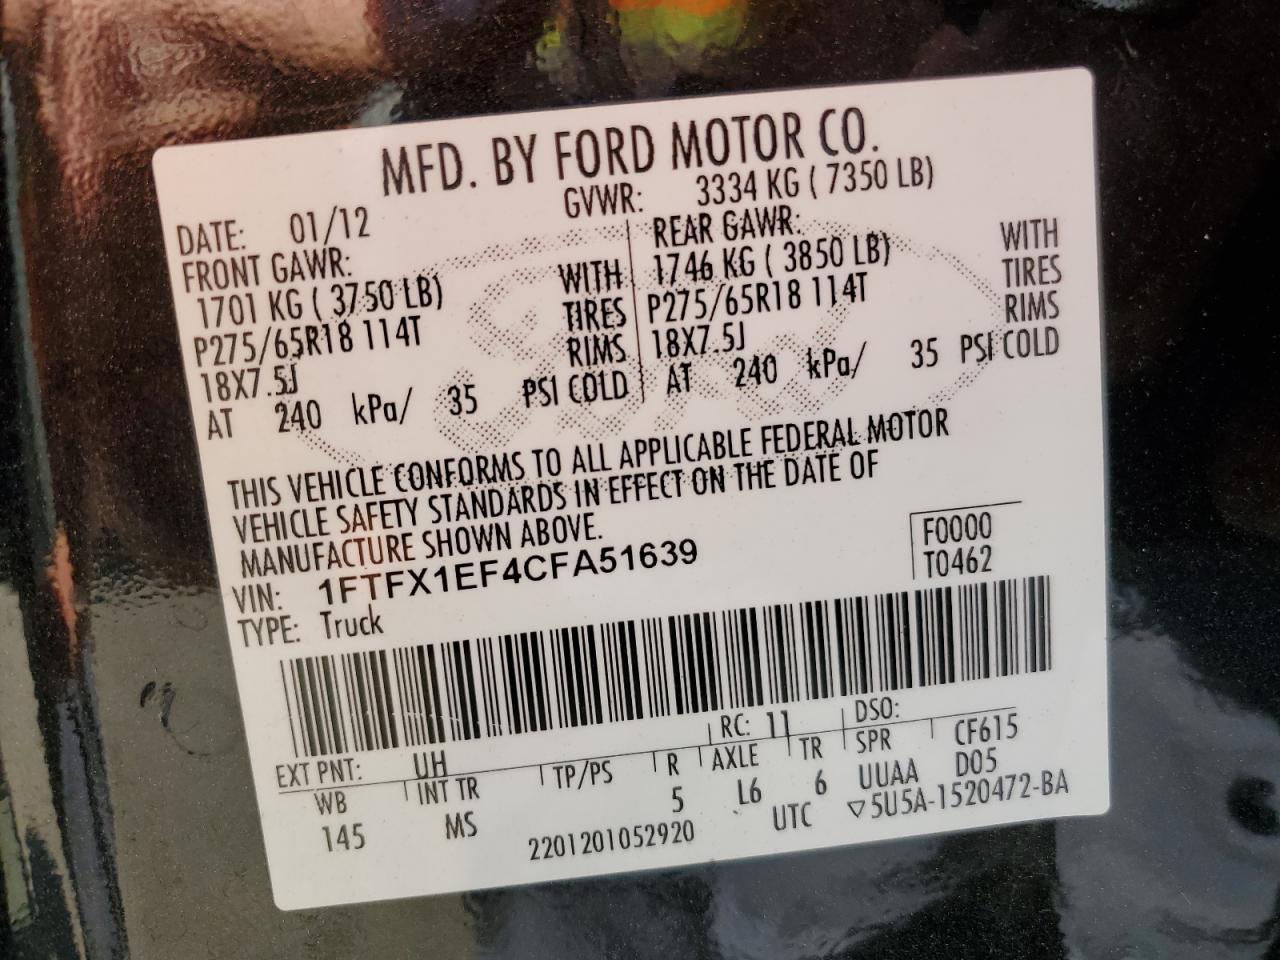 MFD. BY FORD MOTOR CO.
DATE: 01/12 GVWR: 3334 KG ( 7350 LB)
FRONT GAWR: REAR GAWR:
1701 KG ( 3750 LB) WITH 1746 KG ( 3850 LB) WITH
P275/65R18 114T TIRES P275/65R18 114T TIRES
18X7.5J RIMS 18X7.5J RIMS
AT 240 kPa/ 35 PSI COLD AT 240 kPa/ 35 PSI COLD
THIS VEHICLE CONFORMS TO ALL APPLICABLE FEDERAL MOTOR
VEHICLE SAFETY STANDARDS IN EFFECT ON THE DATE OF
MANUFACTURE SHOWN ABOVE.
VIN: 1FTFX1EF4CFA51639 F0000
TYPE: Truck T0462
EXT PNT: UH RC: 11 DSO:
WB INT TR TP/PS R AXLE TR SPR CF615
145 MS 5 L6 6 UUAA D05
2201201052920 UTC ▽5U5A-1520472-BA